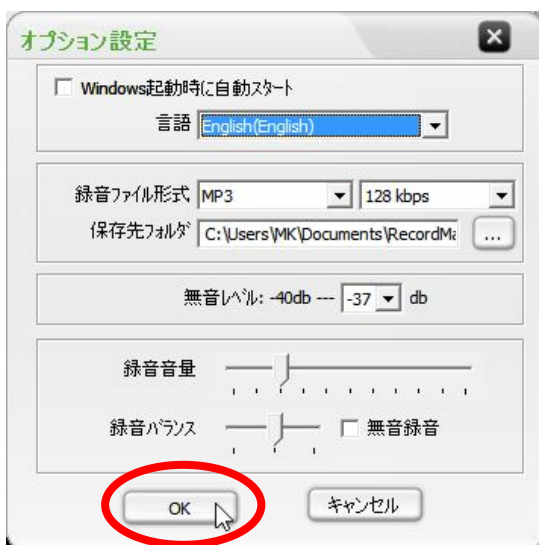 オプション設定
Windows起動時に自動スタート
言語 English(English)
録音ファイル形式 MP3 128 kbps
保存先フォルダ C:\Users\MK\Documents\RecordMa ...
無音レベル: -40db --- -37 db
録音音量
録音バランス 無音録音
OK キャンセル